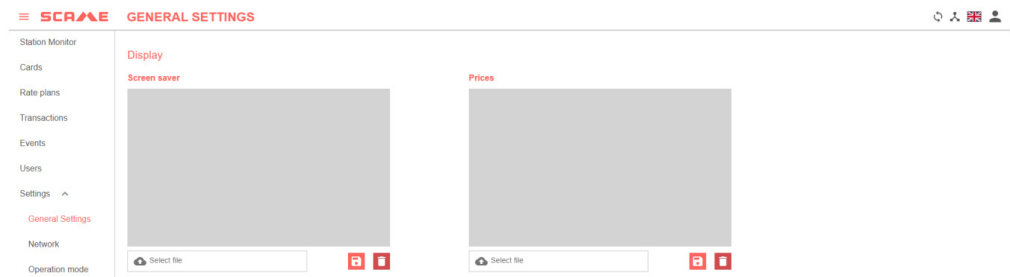 SCAME GENERAL SETTINGS
Station Monitor
Cards
Rate plans
Transactions
Events
Users
Settings
General Settings
Network
Operation mode
Display
Screen saver
Prices
Select file
Select file